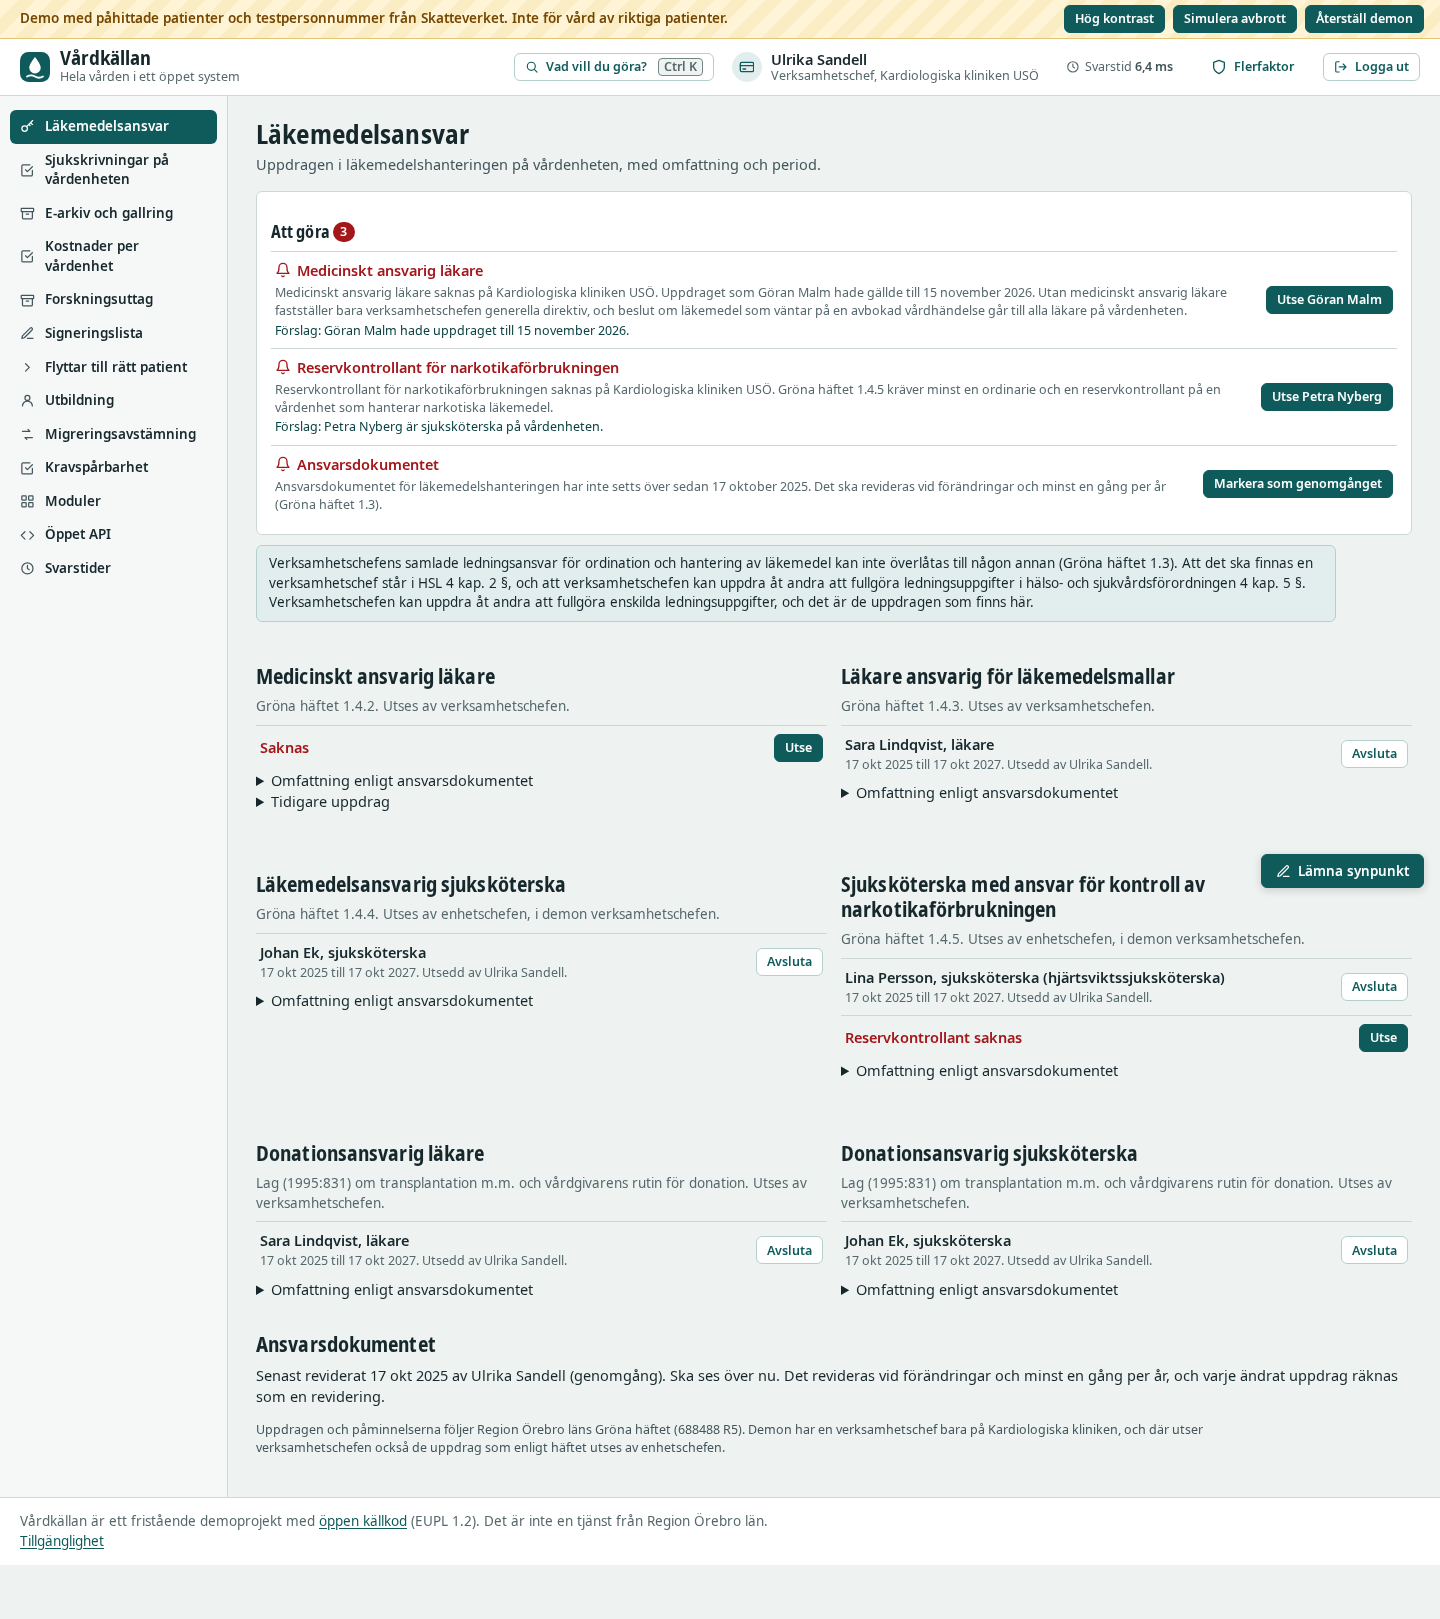 Demo med påhittade patienter och testpersonnummer från Skatteverket. Inte för vård av riktiga patienter.
Hög kontrast
Simulera avbrott
Återställ demon
Vårdkällan
Hela vården i ett öppet system
Vad vill du göra? Ctrl K
Ulrika Sandell
Verksamhetschef, Kardiologiska kliniken USÖ
Svarstid 6,4 ms
Flerfaktor
Logga ut
Läkemedelsansvar
Sjukskrivningar på
vårdenheten
E-arkiv och gallring
Kostnader per
vårdenhet
Forskningsuttag
Signeringslista
Flyttar till rätt patient
Utbildning
Migreringsavstämning
Kravspårbarhet
Moduler
Öppet API
Svarstider
Läkemedelsansvar
Uppdragen i läkemedelshanteringen på vårdenheten, med omfattning och period.
Att göra 3
Medicinskt ansvarig läkare
Medicinskt ansvarig läkare saknas på Kardiologiska kliniken USÖ. Uppdraget som Göran Malm hade gällde till 15 november 2026. Utan medicinskt ansvarig läkare
fastställer bara verksamhetschefen generella direktiv, och beslut om läkemedel som väntar på en avbokad vårdhändelse går till alla läkare på vårdenheten.
Förslag: Göran Malm hade uppdraget till 15 november 2026.
Utse Göran Malm
Reservkontrollant för narkotikaförbrukningen
Reservkontrollant för narkotikaförbrukningen saknas på Kardiologiska kliniken USÖ. Gröna häftet 1.4.5 kräver minst en ordinarie och en reservkontrollant på en
vårdenhet som hanterar narkotiska läkemedel.
Förslag: Petra Nyberg är sjuksköterska på vårdenheten.
Utse Petra Nyberg
Ansvarsdokumentet
Ansvarsdokumentet för läkemedelshanteringen har inte setts över sedan 17 oktober 2025. Det ska revideras vid förändringar och minst en gång per år
(Gröna häftet 1.3).
Markera som genomgånget
Verksamhetschefens samlade ledningsansvar för ordination och hantering av läkemedel kan inte överlåtas till någon annan (Gröna häftet 1.3). Att det ska finnas en
verksamhetschef står i HSL 4 kap. 2 §, och att verksamhetschefen kan uppdra åt andra att fullgöra ledningsuppgifter i hälso- och sjukvårdsförordningen 4 kap. 5 §.
Verksamhetschefen kan uppdra åt andra att fullgöra enskilda ledningsuppgifter, och det är de uppdragen som finns här.
Medicinskt ansvarig läkare
Gröna häftet 1.4.2. Utses av verksamhetschefen.
Saknas
Utse
Omfattning enligt ansvarsdokumentet
Tidigare uppdrag
Läkare ansvarig för läkemedelsmallar
Gröna häftet 1.4.3. Utses av verksamhetschefen.
Sara Lindqvist, läkare
17 okt 2025 till 17 okt 2027. Utsedd av Ulrika Sandell.
Avsluta
Omfattning enligt ansvarsdokumentet
Lämna synpunkt
Läkemedelsansvarig sjuksköterska
Gröna häftet 1.4.4. Utses av enhetschefen, i demon verksamhetschefen.
Johan Ek, sjuksköterska
17 okt 2025 till 17 okt 2027. Utsedd av Ulrika Sandell.
Avsluta
Omfattning enligt ansvarsdokumentet
Sjuksköterska med ansvar för kontroll av
narkotikaförbrukningen
Gröna häftet 1.4.5. Utses av enhetschefen, i demon verksamhetschefen.
Lina Persson, sjuksköterska (hjärtsviktssjuksköterska)
17 okt 2025 till 17 okt 2027. Utsedd av Ulrika Sandell.
Avsluta
Reservkontrollant saknas
Utse
Omfattning enligt ansvarsdokumentet
Donationsansvarig läkare
Lag (1995:831) om transplantation m.m. och vårdgivarens rutin för donation. Utses av
verksamhetschefen.
Sara Lindqvist, läkare
17 okt 2025 till 17 okt 2027. Utsedd av Ulrika Sandell.
Avsluta
Omfattning enligt ansvarsdokumentet
Donationsansvarig sjuksköterska
Lag (1995:831) om transplantation m.m. och vårdgivarens rutin för donation. Utses av
verksamhetschefen.
Johan Ek, sjuksköterska
17 okt 2025 till 17 okt 2027. Utsedd av Ulrika Sandell.
Avsluta
Omfattning enligt ansvarsdokumentet
Ansvarsdokumentet
Senast reviderat 17 okt 2025 av Ulrika Sandell (genomgång). Ska ses över nu. Det revideras vid förändringar och minst en gång per år, och varje ändrat uppdrag räknas
som en revidering.
Uppdragen och påminnelserna följer Region Örebro läns Gröna häftet (688488 R5). Demon har en verksamhetschef bara på Kardiologiska kliniken, och där utser
verksamhetschefen också de uppdrag som enligt häftet utses av enhetschefen.
Vårdkällan är ett fristående demoprojekt med öppen källkod (EUPL 1.2). Det är inte en tjänst från Region Örebro län.
Tillgänglighet